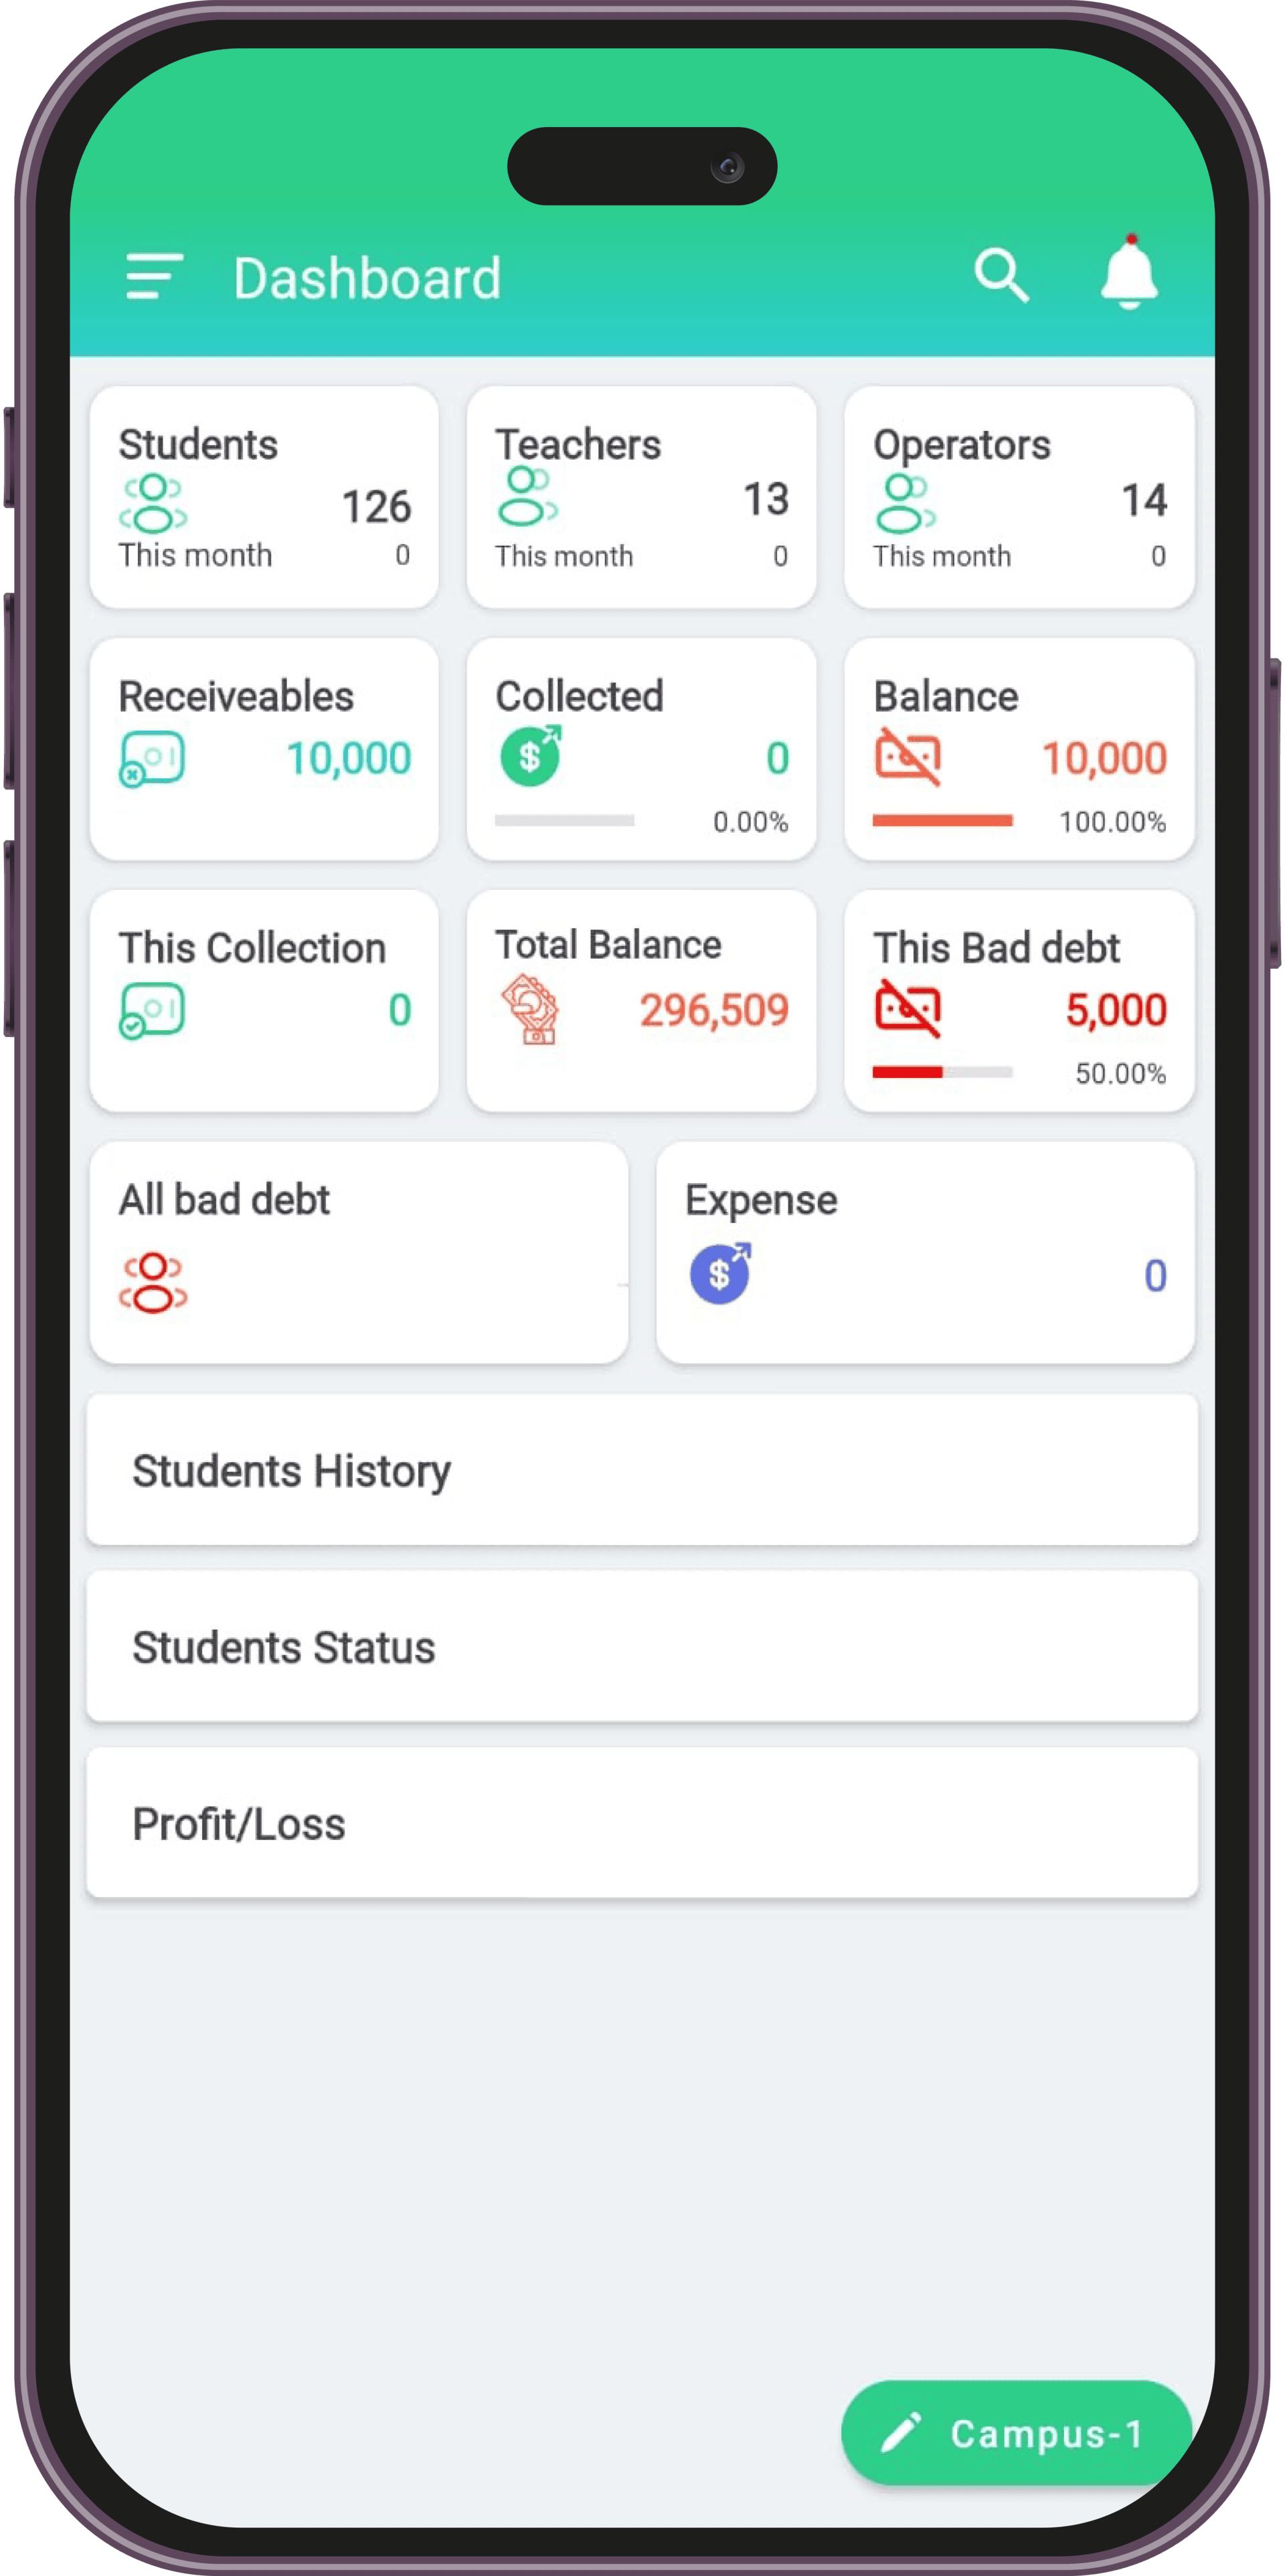 Dashboard
Students
126
This month 0
Teachers
13
This month 0
Operators
14
This month 0
Receiveables
10,000
Collected
0
0.00%
Balance
10,000
100.00%
This Collection
0
Total Balance
296,509
This Bad debt
5,000
50.00%
All bad debt
Expense
0
Students History
Students Status
Profit/Loss
Campus-1